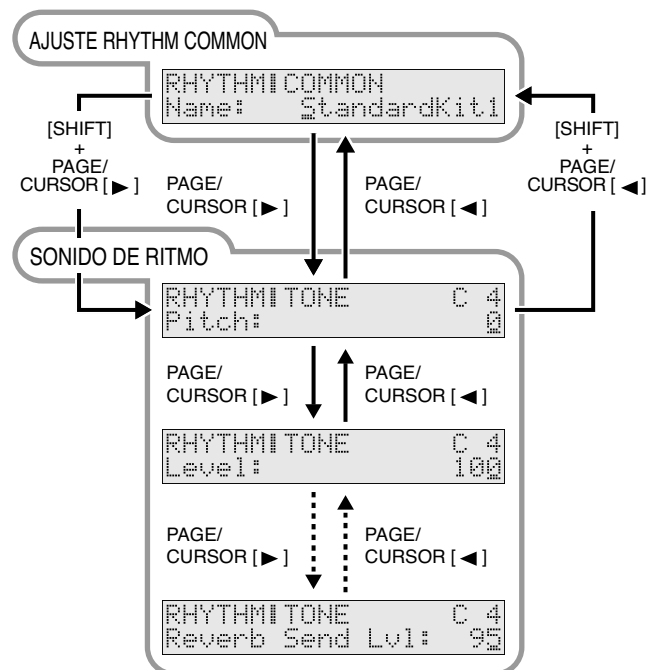 AJUSTE RHYTHM COMMON
RHYTHM COMMON
Name: StandardKit1
[SHIFT]
+
PAGE/
CURSOR [ ▶ ]
PAGE/
CURSOR [ ▶ ]
PAGE/
CURSOR [ ◀ ]
[SHIFT]
+
PAGE/
CURSOR [ ◀ ]
SONIDO DE RITMO
RHYTHM TONE C 4
Pitch: 0
PAGE/
CURSOR [ ▶ ]
PAGE/
CURSOR [ ◀ ]
RHYTHM TONE C 4
Level: 100
PAGE/
CURSOR [ ▶ ]
PAGE/
CURSOR [ ◀ ]
RHYTHM TONE C 4
Reverb Send Lvl: 95